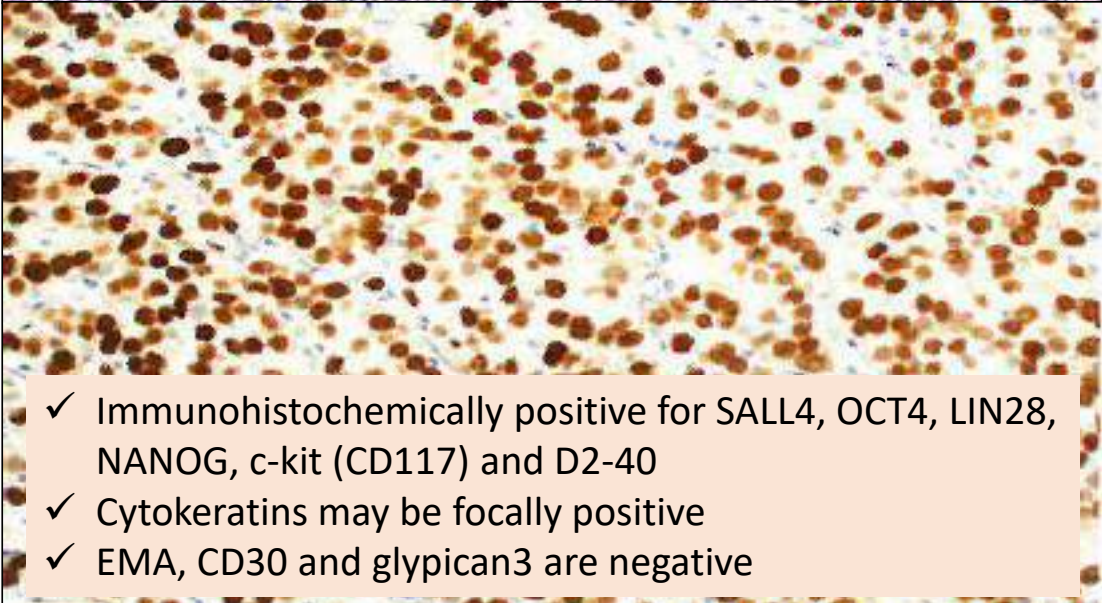 ✓ Immunohistochemically positive for SALL4, OCT4, LIN28,
NANOG, c-kit (CD117) and D2-40
✓ Cytokeratins may be focally positive
✓ EMA, CD30 and glypican3 are negative